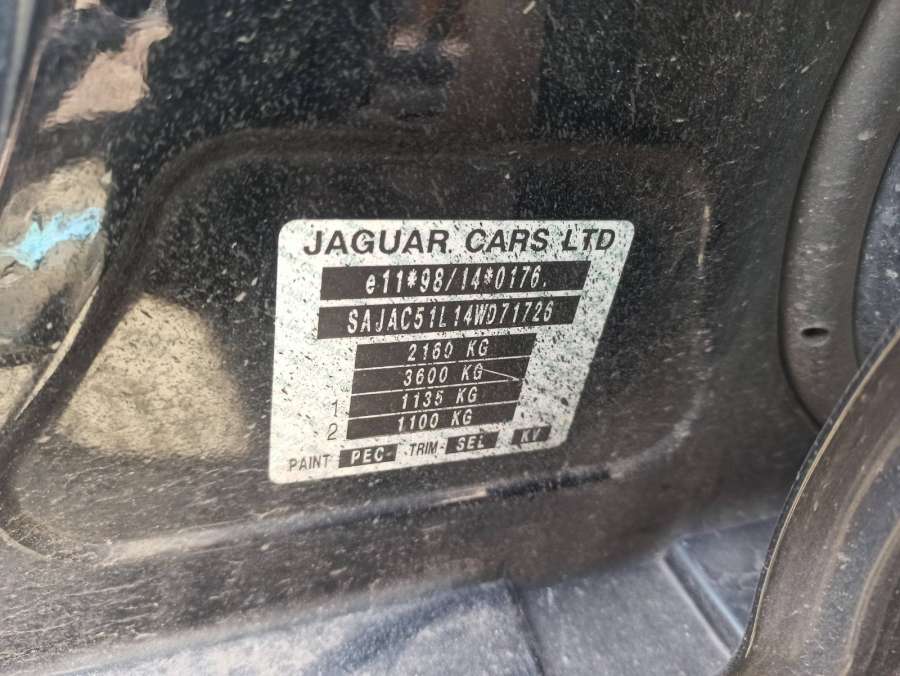 JAGUAR CARS LTD
e11*98/14*0176.
SAJAC51L14WD71726
2160 KG
3600 KG
1 1135 KG
2 1100 KG
PAINT PEC- -TRIM- SEL KV